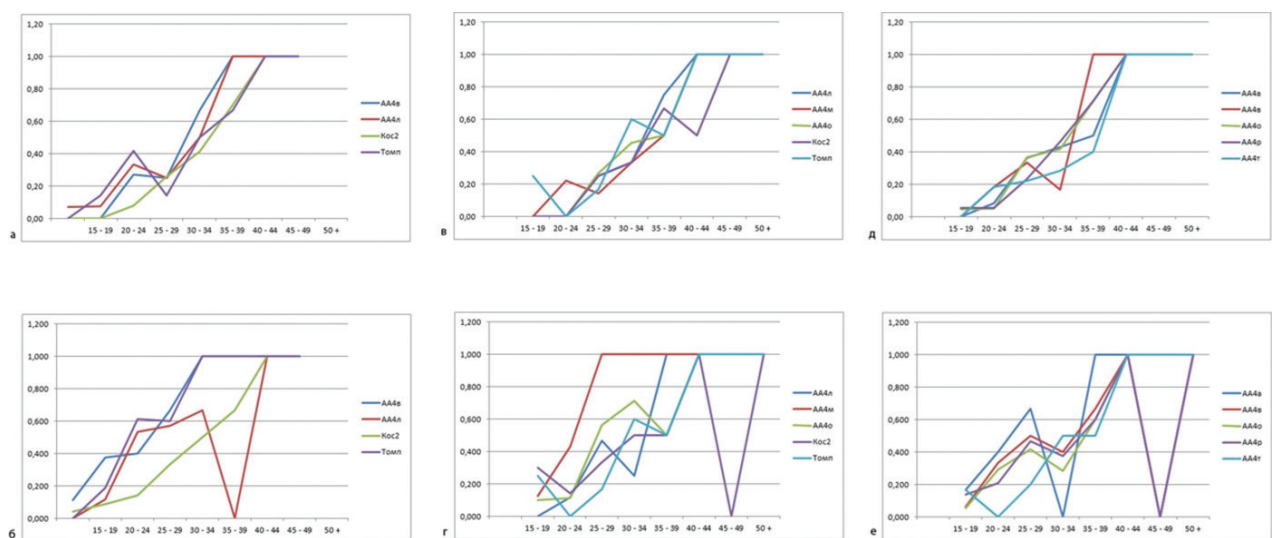 1,20
1,00
0,80
0,60
0,40
0,20
0,00
15 - 19 20 - 24 25 - 29 30 - 34 35 - 39 40 - 44 45 - 49 50 +
АА4в
АА4л
Кос2
Томп
а
1,20
1,00
0,80
0,60
0,40
0,20
0,00
15 - 19 20 - 24 25 - 29 30 - 34 35 - 39 40 - 44 45 - 49 50 +
АА4л
АА4м
АА4о
Кос2
Томп
в
1,20
1,00
0,80
0,60
0,40
0,20
0,00
15 - 19 20 - 24 25 - 29 30 - 34 35 - 39 40 - 44 45 - 49 50 +
АА4в
АА4в
АА4о
АА4р
АА4т
д
1,200
1,000
0,800
0,600
0,400
0,200
0,000
15 - 19 20 - 24 25 - 29 30 - 34 35 - 39 40 - 44 45 - 49 50 +
АА4в
АА4л
Кос2
Томп
б
1,200
1,000
0,800
0,600
0,400
0,200
0,000
15 - 19 20 - 24 25 - 29 30 - 34 35 - 39 40 - 44 45 - 49 50 +
АА4л
АА4м
АА4о
Кос2
Томп
г
1,200
1,000
0,800
0,600
0,400
0,200
0,000
15 - 19 20 - 24 25 - 29 30 - 34 35 - 39 40 - 44 45 - 49 50 +
АА4в
АА4в
АА4о
АА4р
АА4т
е